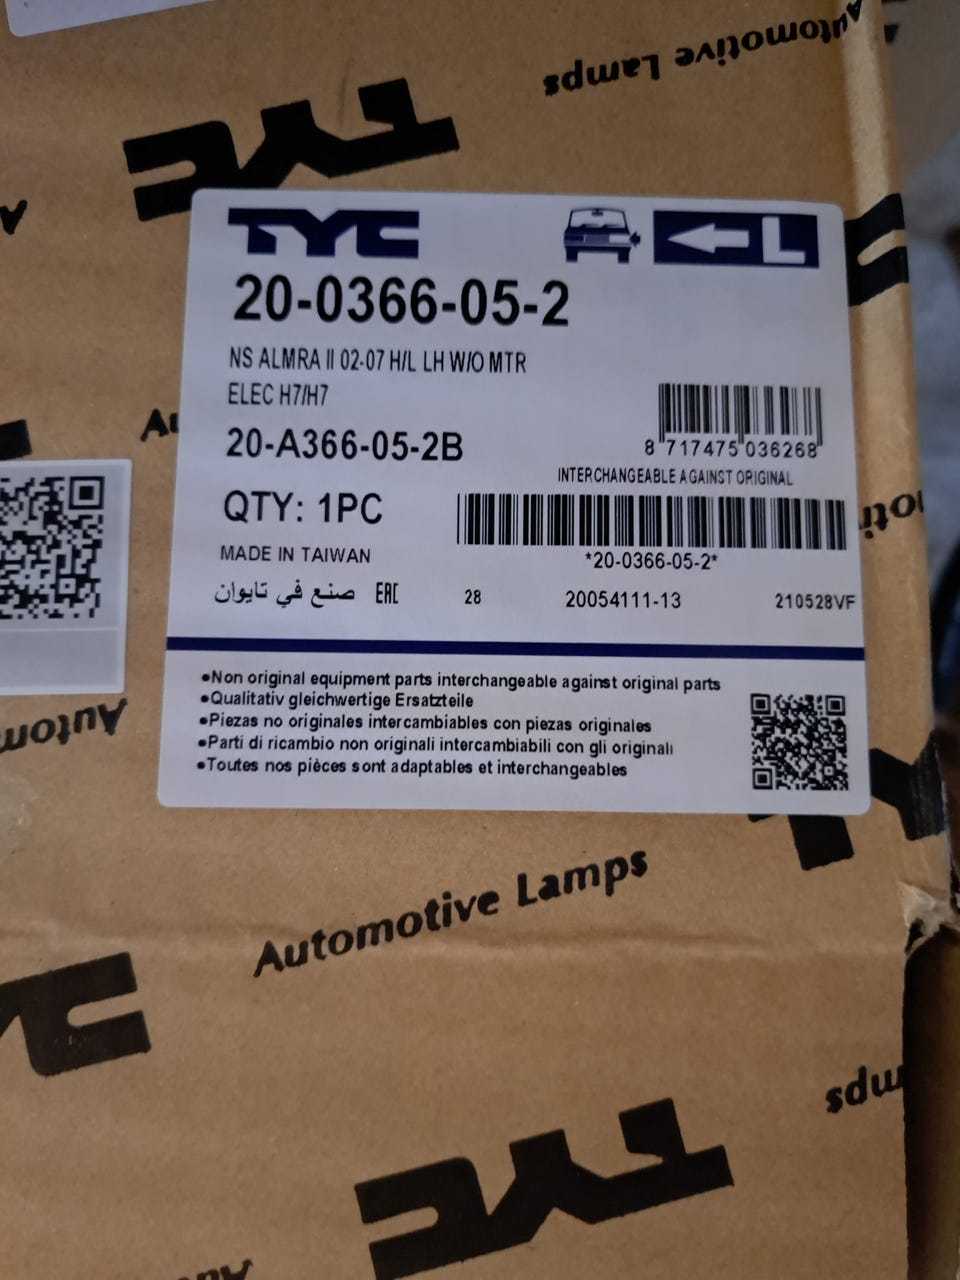 Automotive Lamps
TYC
TYC
L
20-0366-05-2
NS ALMRA II 02-07 H/L LH W/O MTR
ELEC H7/H7
20-A366-05-2B
8 717475 036268
INTERCHANGEABLE AGAINST ORIGINAL
QTY: 1PC
*20-0366-05-2*
MADE IN TAIWAN
صنع في تايوان EAC 28 20054111-13 210528VF
•Non original equipment parts interchangeable against original parts
•Qualitativ gleichwertige Ersatzteile
•Piezas no originales intercambiables con piezas originales
•Parti di ricambio non originali intercambiabili con gli originali
•Toutes nos pièces sont adaptables et interchangeables
Automotive Lamps
TYC